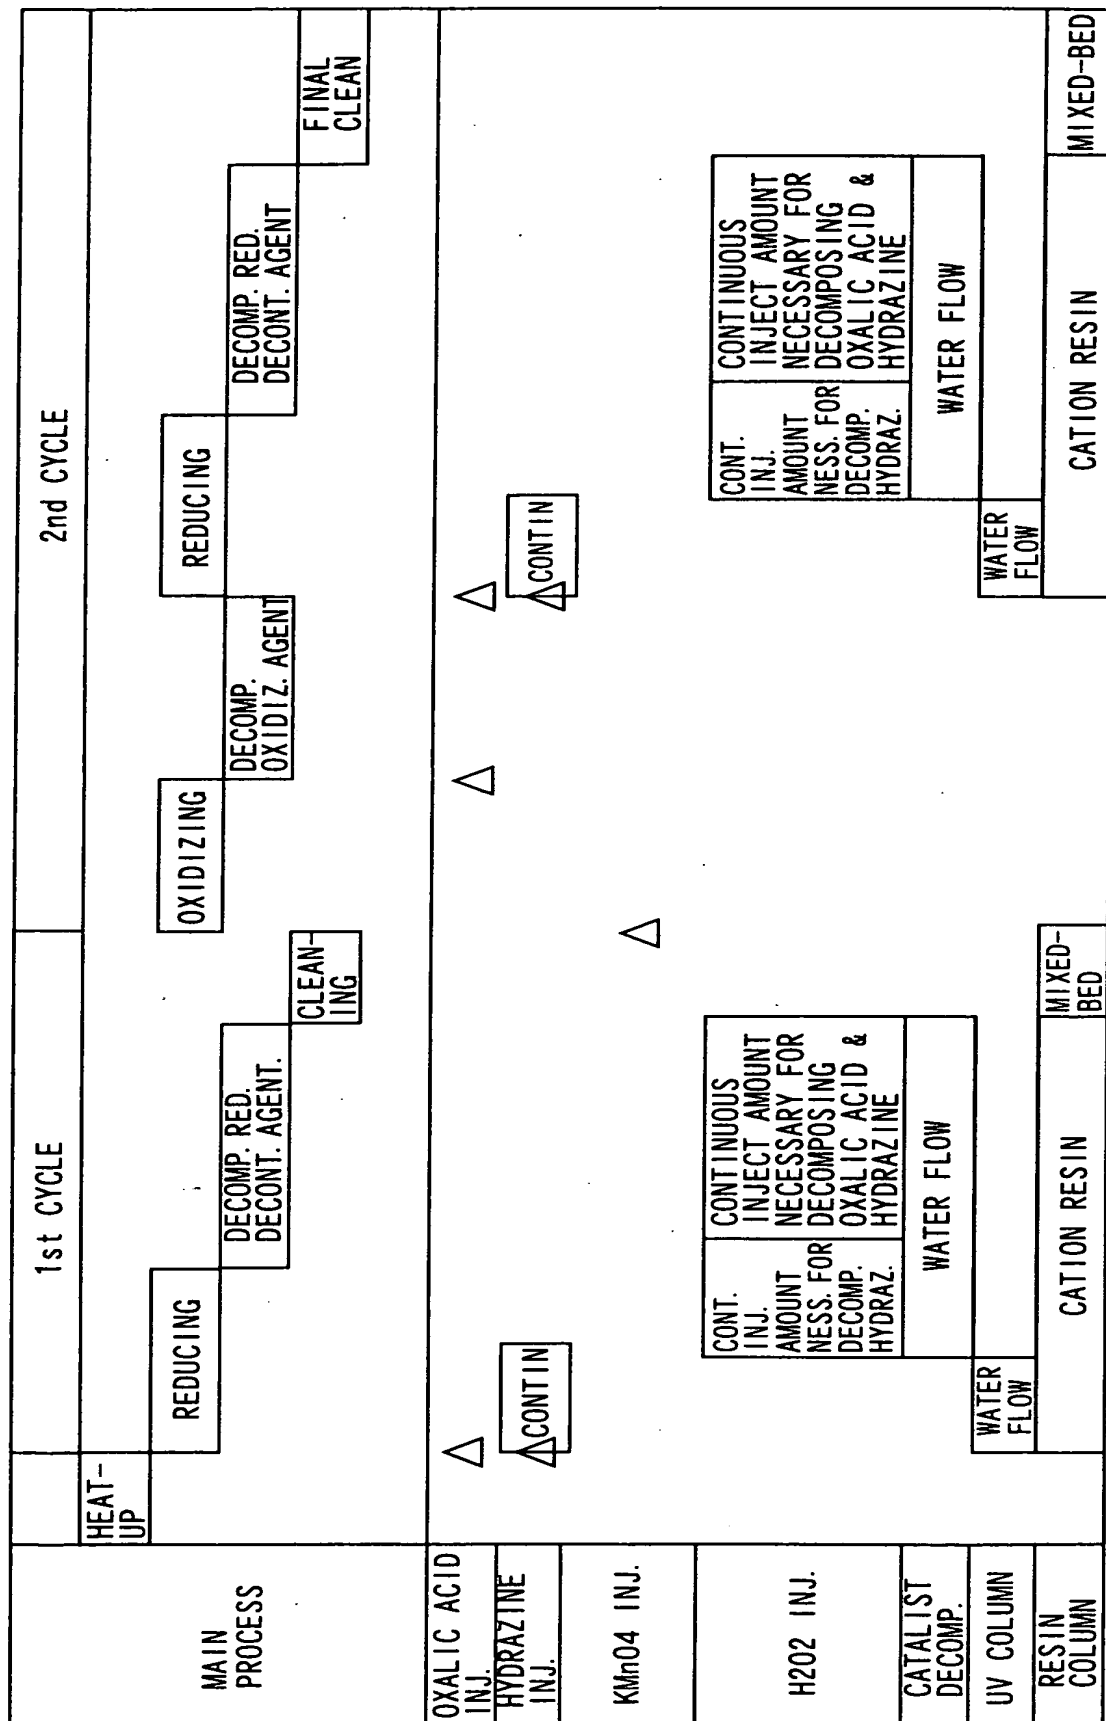 1st CYCLE
2nd CYCLE
MAIN
PROCESS
HEAT-
UP
REDUCING
DECOMP. RED.
DECONT. AGENT.
CLEAN-
ING
OXIDIZING
DECOMP.
OXIDIZ. AGENT
REDUCING
DECOMP. RED.
DECONT. AGENT
FINAL
CLEAN
OXALIC ACID
INJ.
HYDRAZINE
INJ.
CONTIN
CONTIN
KMnO4 INJ.
H2O2 INJ.
CONT.
INJ.
AMOUNT
NESS. FOR
DECOMP.
HYDRAZ.
CONTINUOUS
INJECT AMOUNT
NECESSARY FOR
DECOMPOSING
OXALIC ACID &
HYDRAZINE
CONT.
INJ.
AMOUNT
NESS. FOR
DECOMP.
HYDRAZ.
CONTINUOUS
INJECT AMOUNT
NECESSARY FOR
DECOMPOSING
OXALIC ACID &
HYDRAZINE
CATALIST
DECOMP.
WATER FLOW
WATER FLOW
UV COLUMN
WATER
FLOW
WATER
FLOW
RESIN
COLUMN
CATION RESIN
MIXED-
BED
CATION RESIN
MIXED-BED